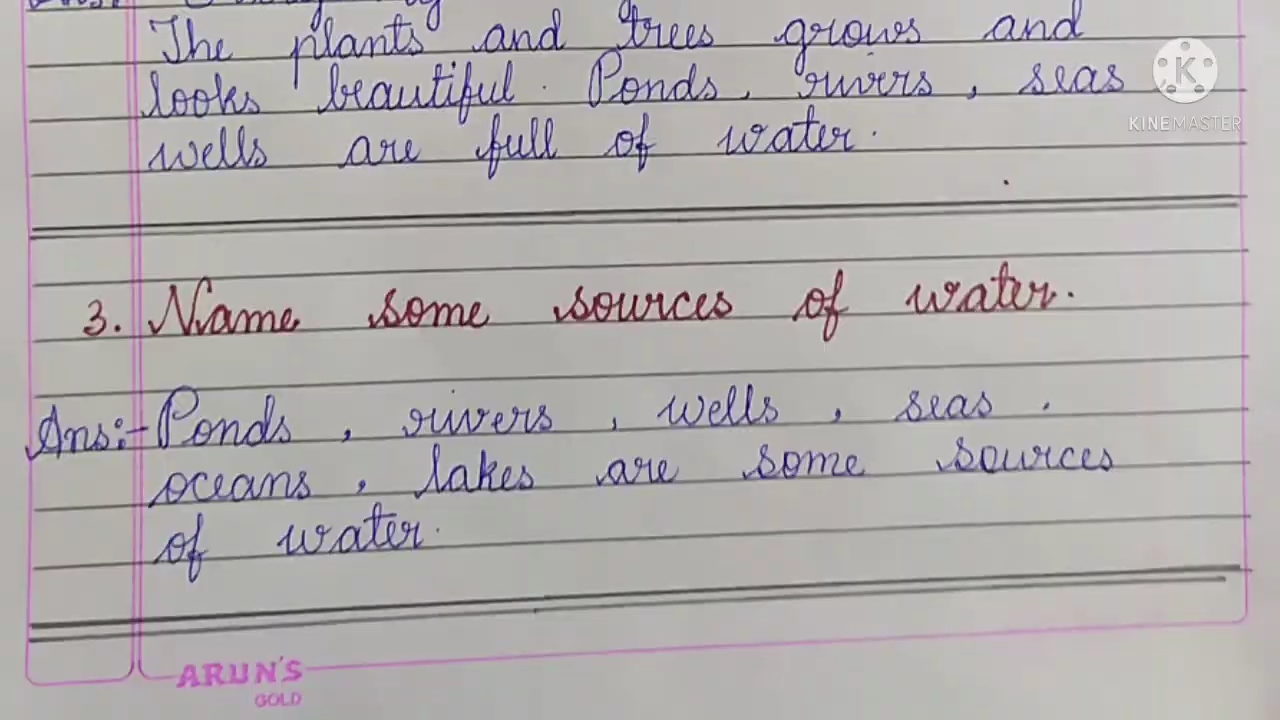 The plants and trees grows and
looks beautiful. Ponds, rivers, seas,
wells are full of water.
3. Name some sources of water.
Ans:- Ponds, rivers, wells, seas.
oceans, lakes are some sources
of water.
ARUN'S
GOLD
K
KINEMASTER